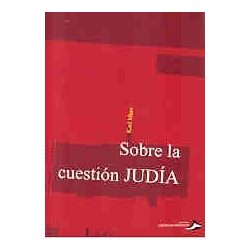 Karl Marx
Sobre la
cuestión JUDÍA